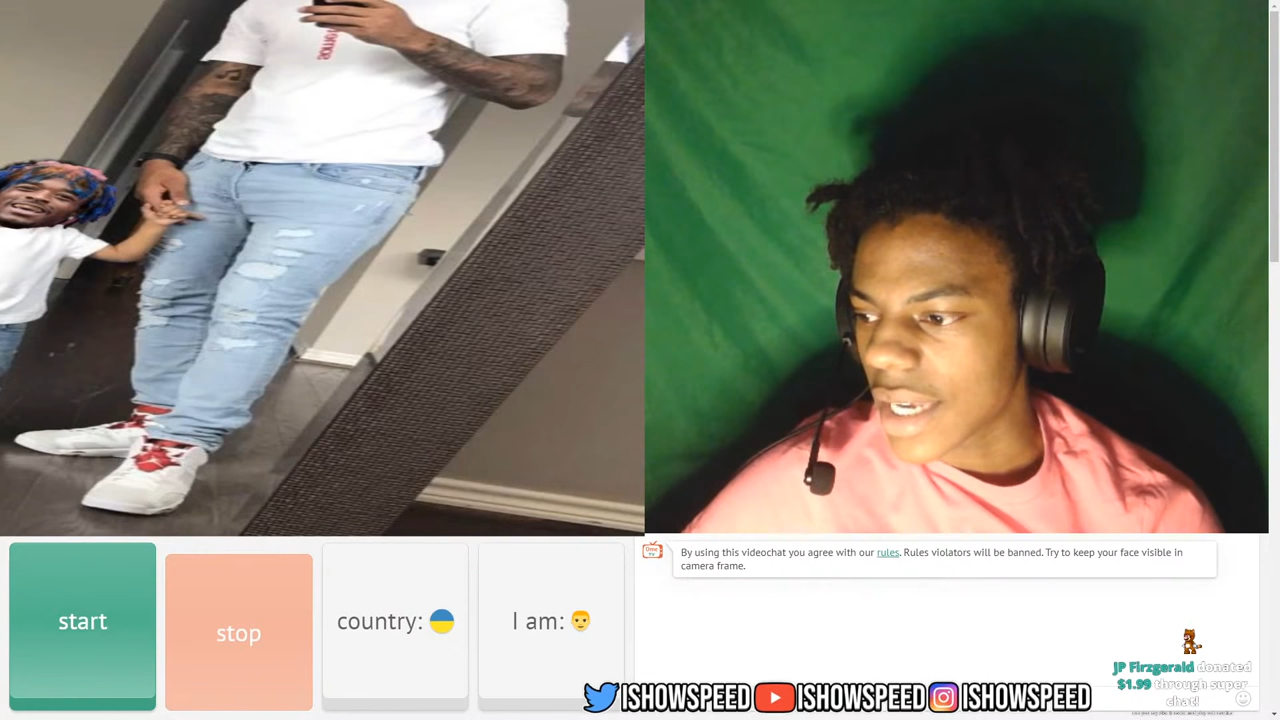 start
stop
country:
I am:
By using this videochat you agree with our rules. Rules violators will be banned. Try to keep your face visible in
camera frame.
JP Firzgerald donated
$1.99 through super
chat!
ISHOWSPEED ISHOWSPEED ISHOWSPEED